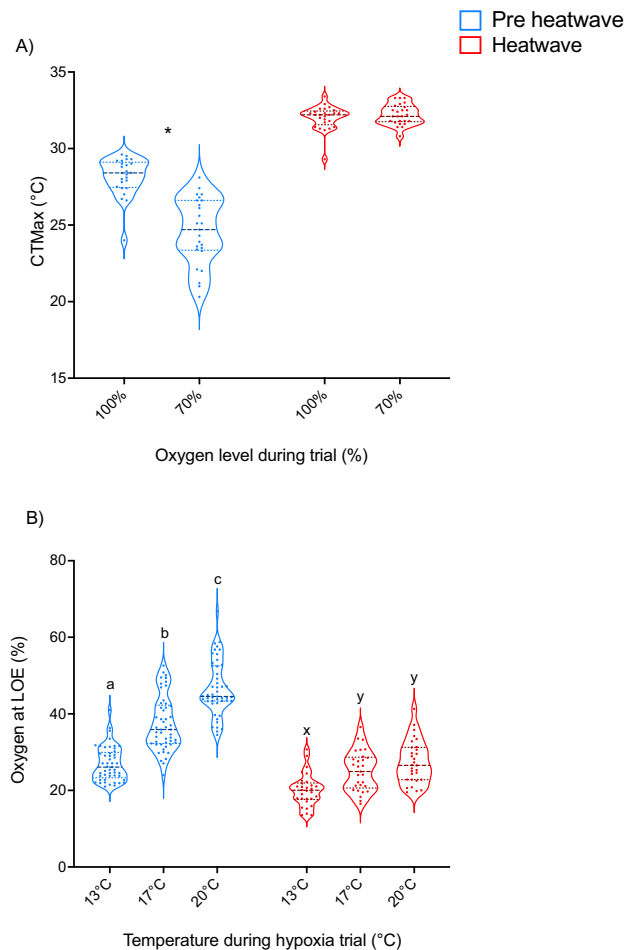 Pre heatwave
Heatwave
A)
35
30
25
20
15
CTMax (°C)
*
100%
70%
100%
70%
Oxygen level during trial (%)
B)
80
60
40
20
0
Oxygen at LOE (%)
a
b
c
x
y
y
13°C
17°C
20°C
13°C
17°C
20°C
Temperature during hypoxia trial (°C)